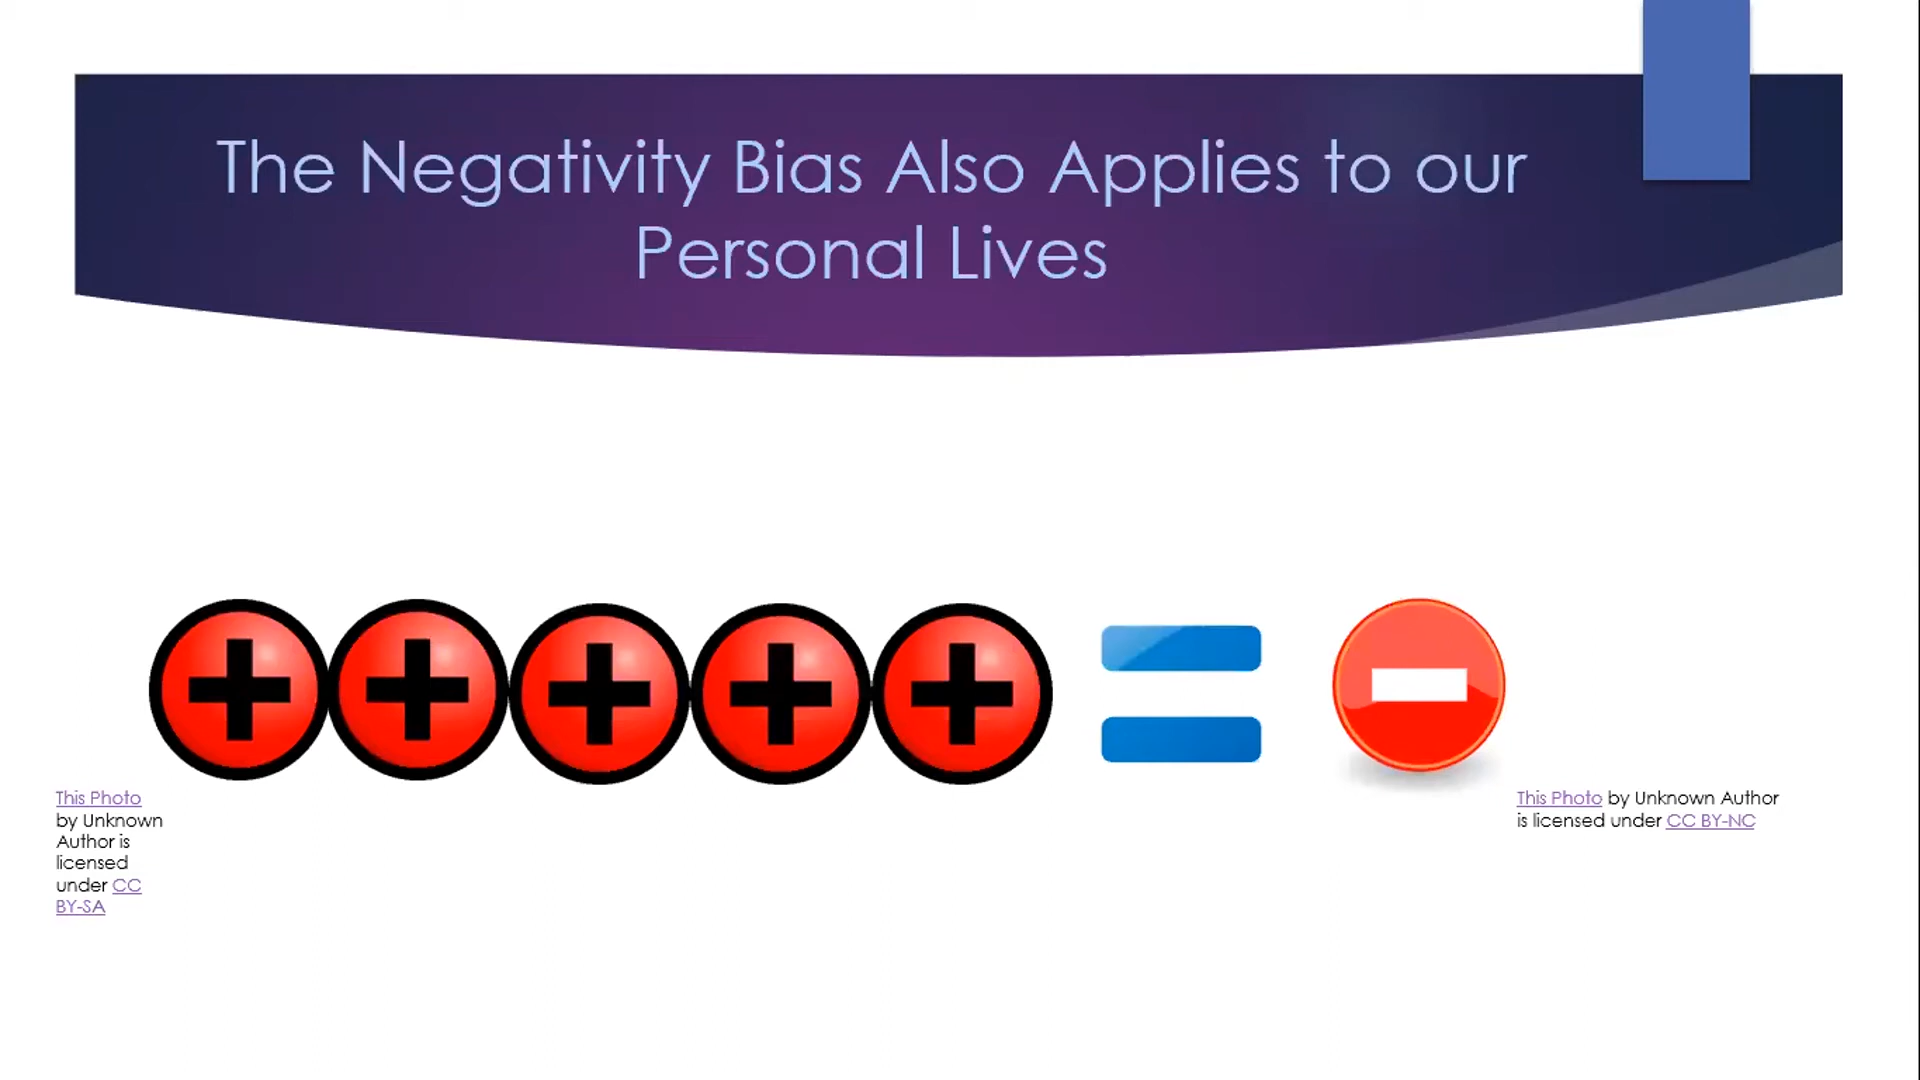 The Negativity Bias Also Applies to our
Personal Lives
This Photo
by Unknown
Author is
licensed
under CC
BY-SA
This Photo by Unknown Author
is licensed under CC BY-NC